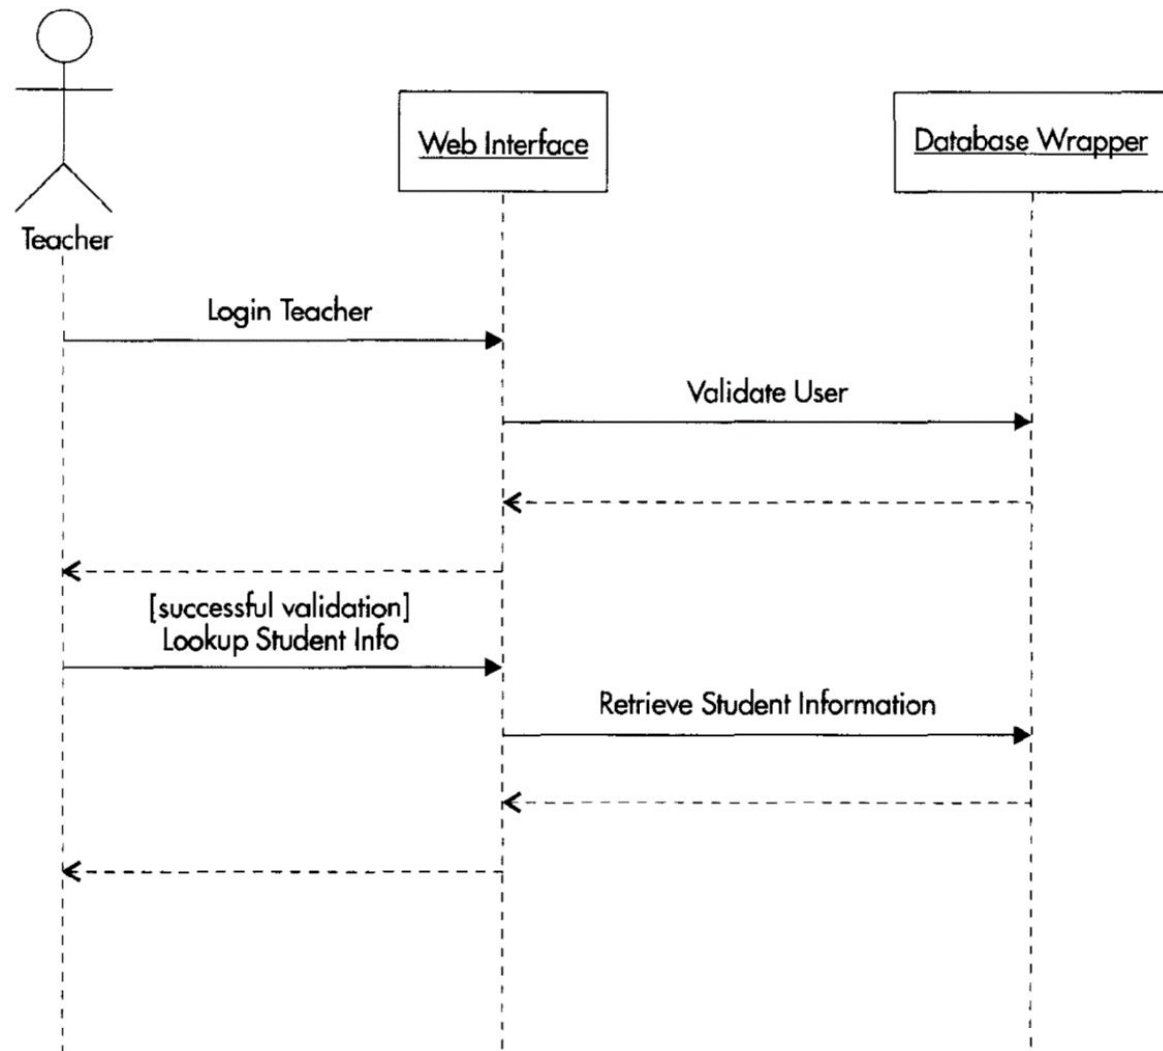 Web Interface
Database Wrapper
Teacher
Login Teacher
Validate User
[successful validation]
Lookup Student Info
Retrieve Student Information